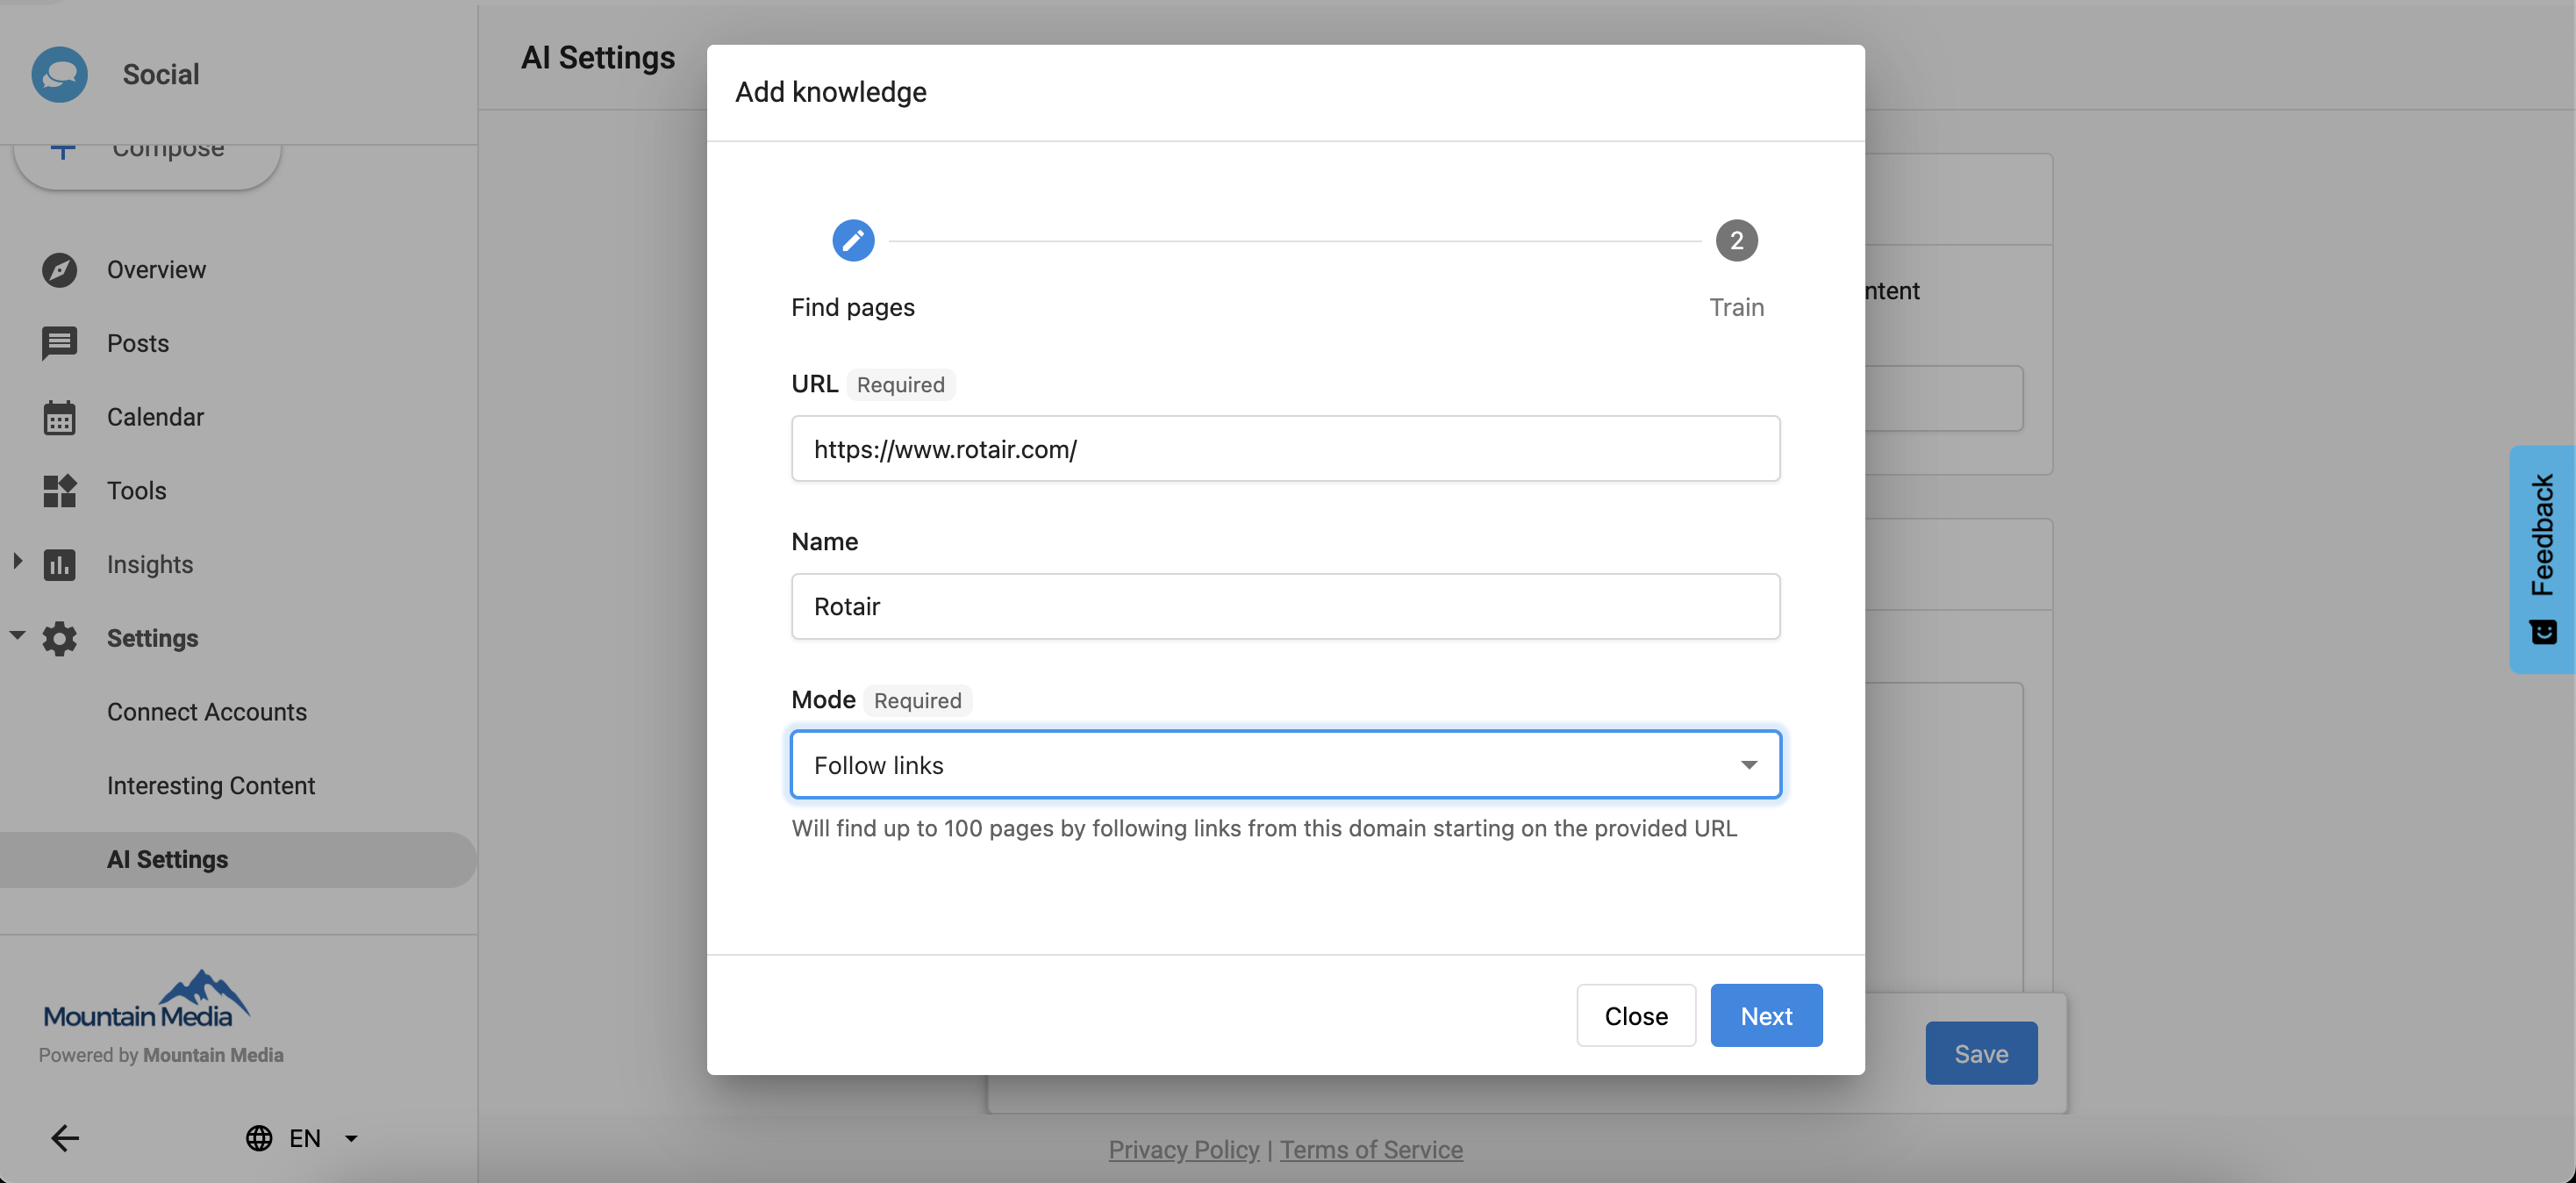 Social
Compose
Overview
Posts
Calendar
Tools
Insights
Settings
Connect Accounts
Interesting Content
AI Settings
Mountain Media
Powered by Mountain Media
EN
AI Settings
Add knowledge
2
Find pages
Train
URL Required
https://www.rotair.com/
Name
Rotair
Mode Required
Follow links
Will find up to 100 pages by following links from this domain starting on the provided URL
Close
Next
ntent
Save
Privacy Policy | Terms of Service
Feedback